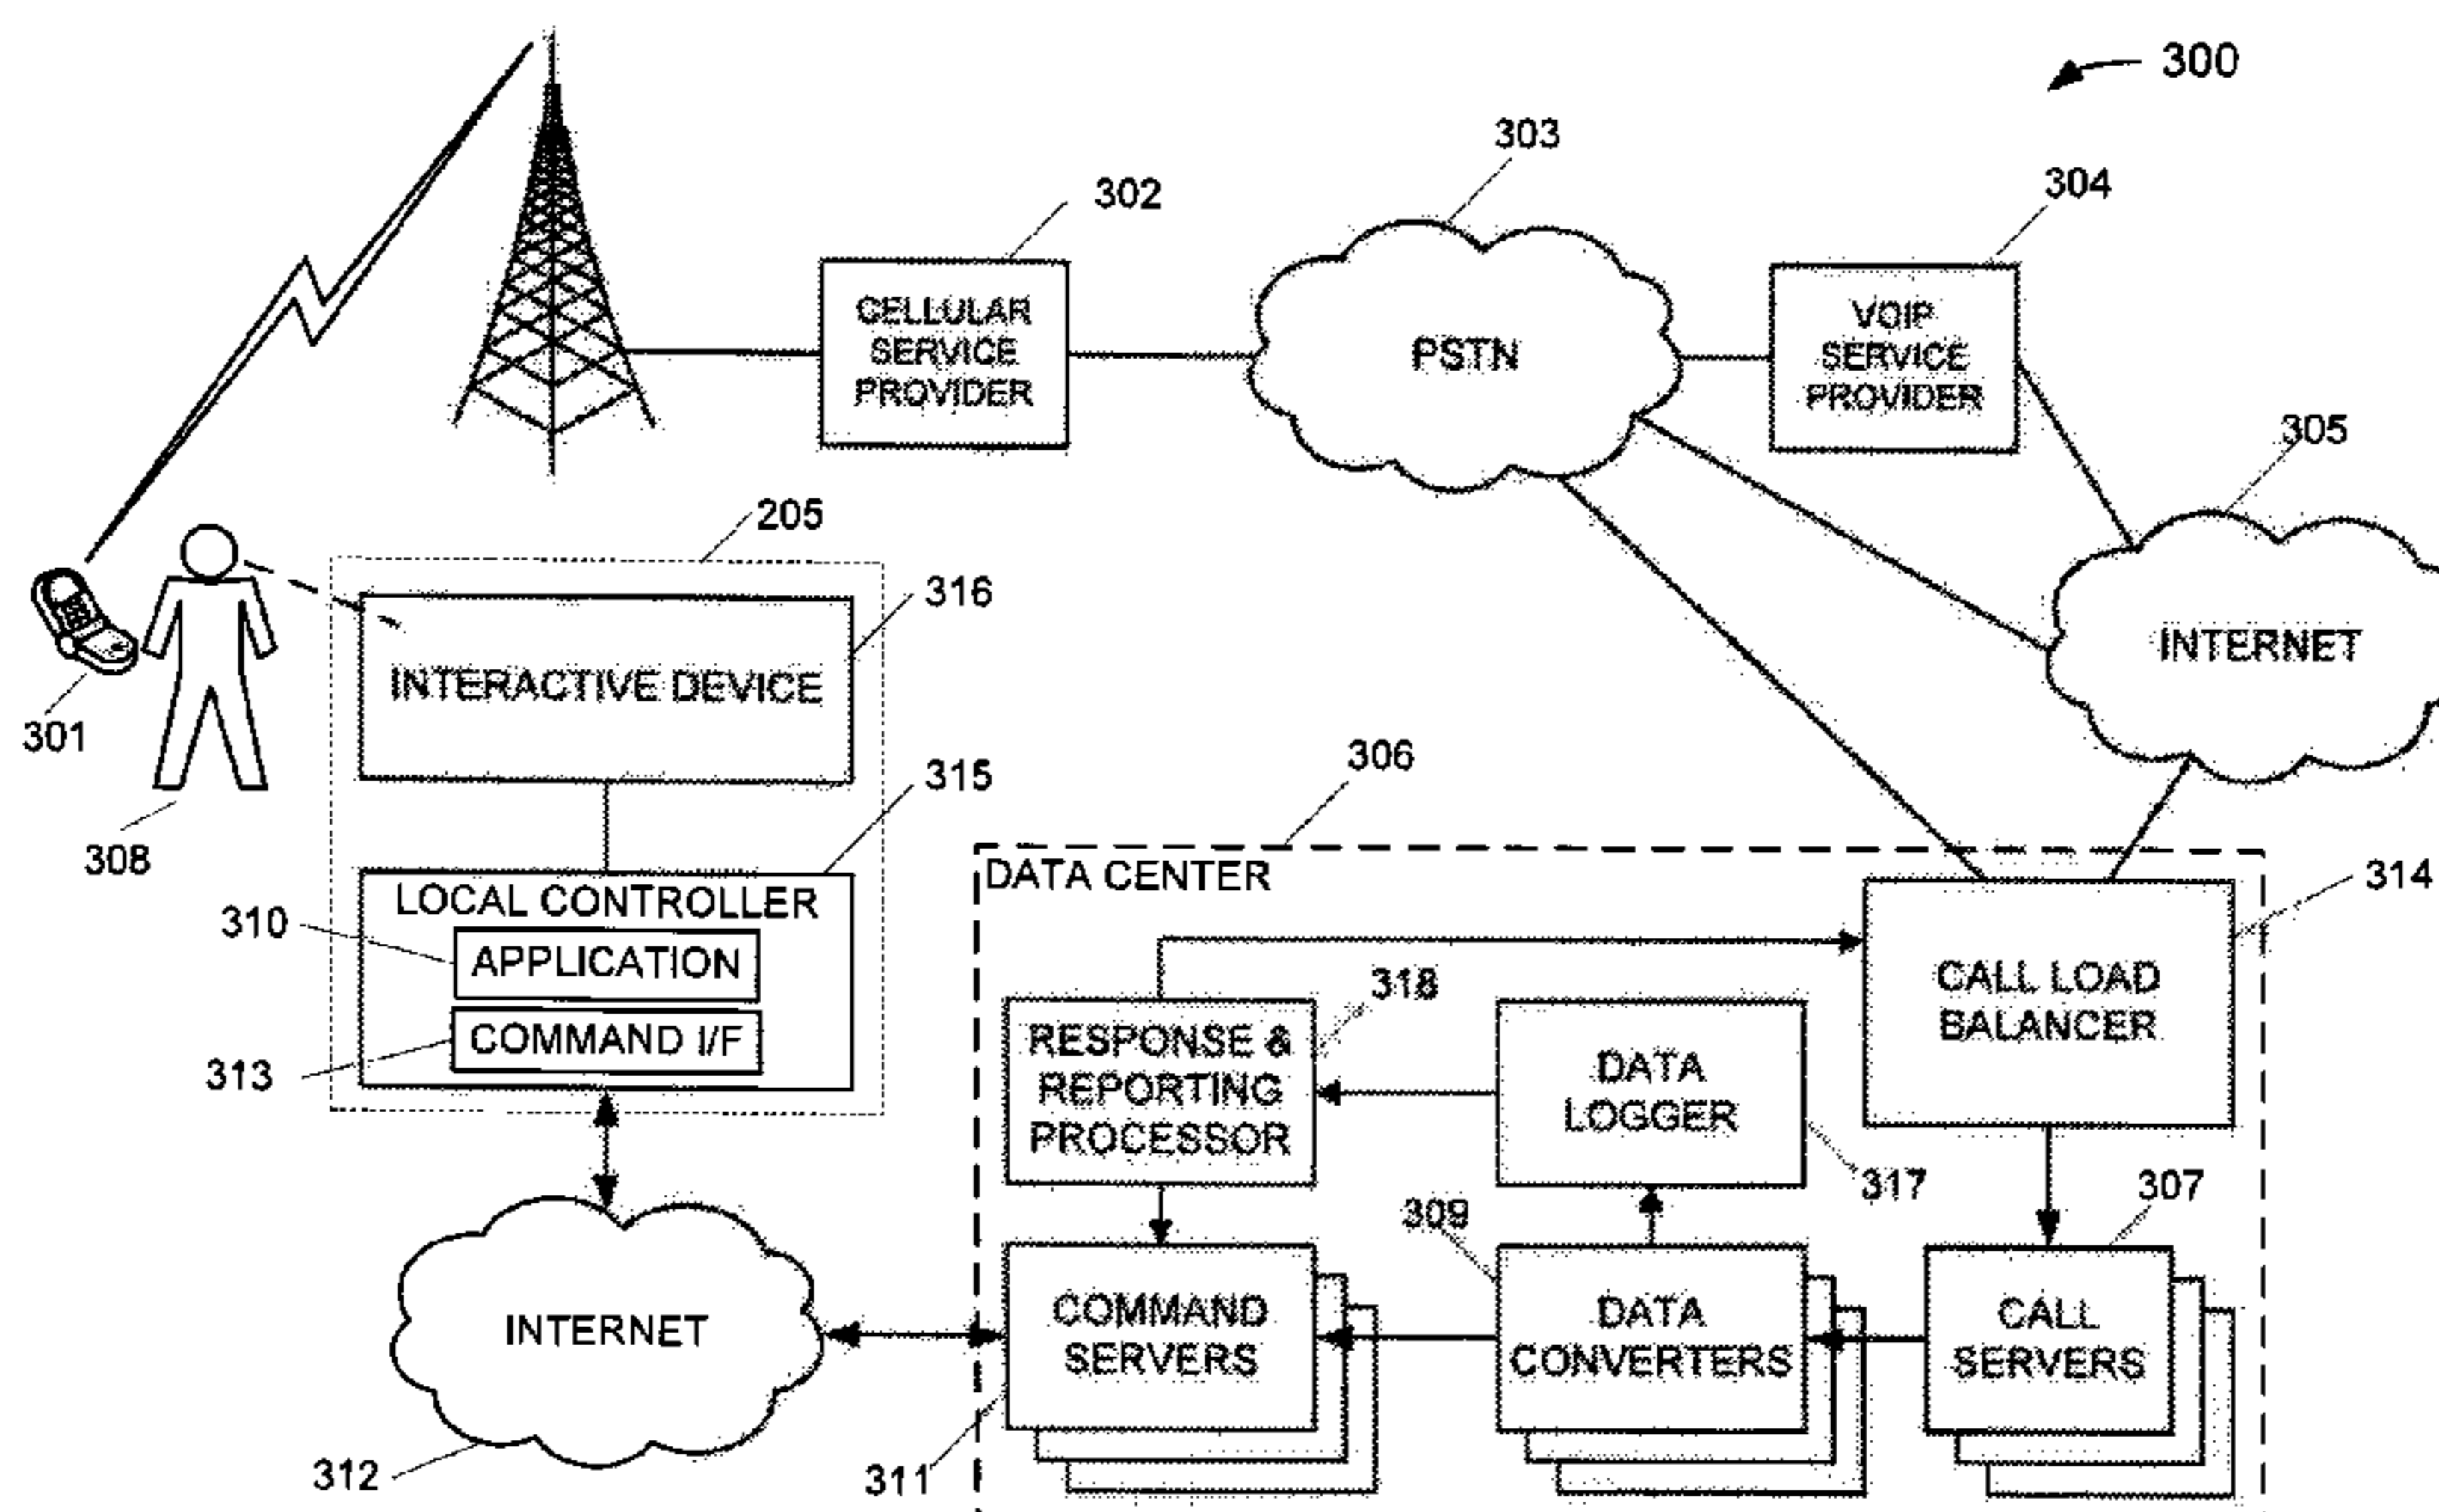 300
303
304
302
CELLULAR
SERVICE
PROVIDER
PSTN
VOIP
SERVICE
PROVIDER
305
205
316
INTERACTIVE DEVICE
INTERNET
301
306
315
308
DATA CENTER
314
LOCAL CONTROLLER
310
APPLICATION
318
CALL LOAD
BALANCER
COMMAND I/F
313
RESPONSE &
REPORTING
PROCESSOR
DATA
LOGGER
317
307
309
COMMAND
SERVERS
DATA
CONVERTERS
CALL
SERVERS
INTERNET
312
311